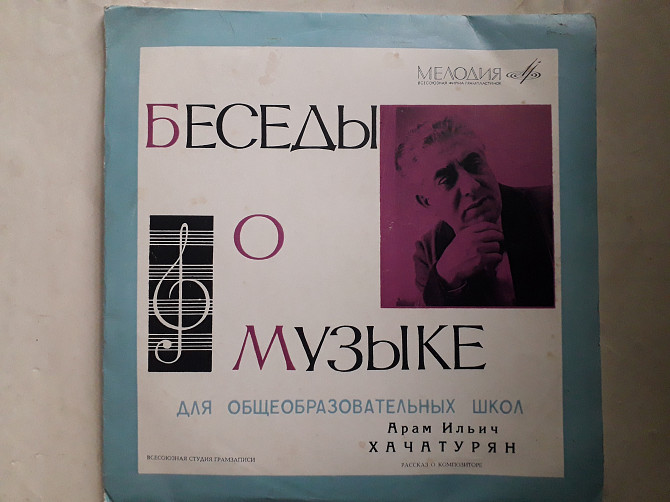 МЕЛОДИЯ
ВСЕСОЮЗНАЯ ФИРМА ГРАМПЛАСТИНОК
БЕСЕДЫ
О
МУЗЫКЕ
ДЛЯ ОБЩЕОБРАЗОВАТЕЛЬНЫХ ШКОЛ
Арам Ильич
ХАЧАТУРЯН
ВСЕСОЮЗНАЯ СТУДИЯ ГРАМЗАПИСИ
РАССКАЗ О КОМПОЗИТОРЕ